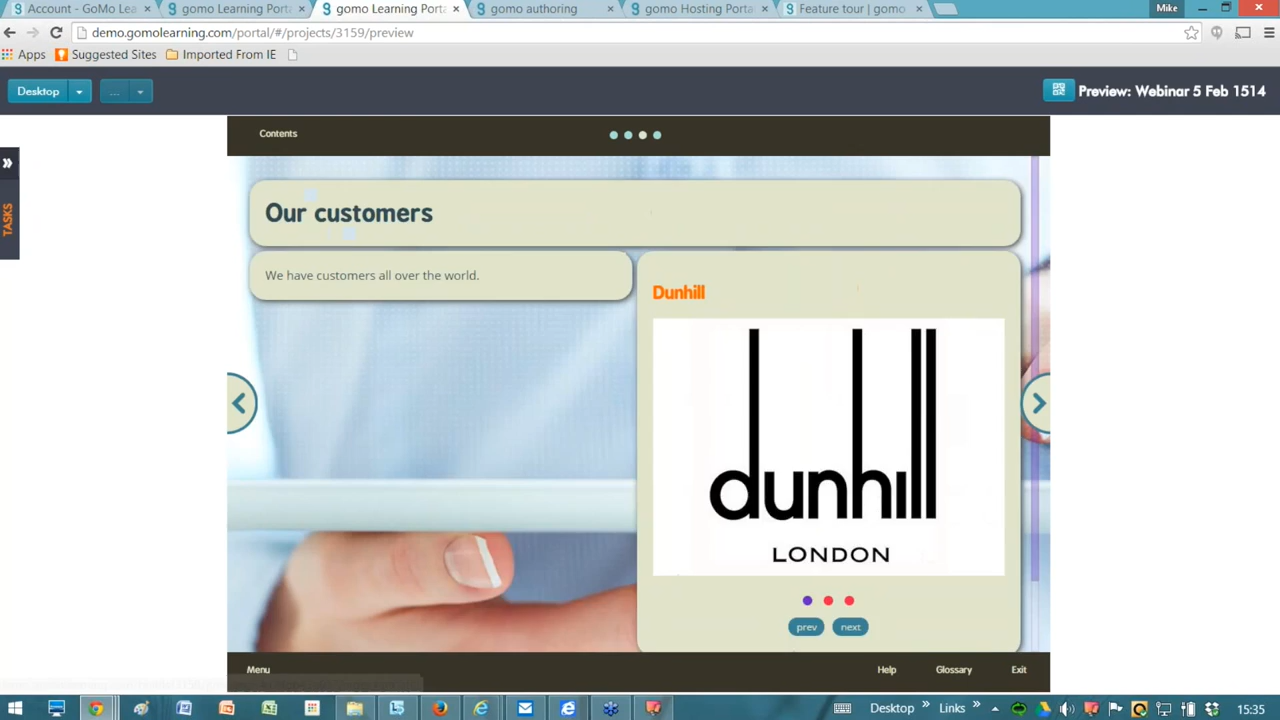 Account - GoMo Lea
gomo Learning Porta
gomo Learning Porta
gomo authoring
gomo Hosting Porta
Feature tour | gomo
Mike
demo.gomolearning.com/portal/#/projects/3159/preview
Apps
Suggested Sites
Imported From IE
Desktop
...
Preview: Webinar 5 Feb 1514
Contents
TASKS
Our customers
We have customers all over the world.
Dunhill
dunhill
LONDON
prev
next
Menu
Help
Glossary
Exit
Desktop
Links
15:35